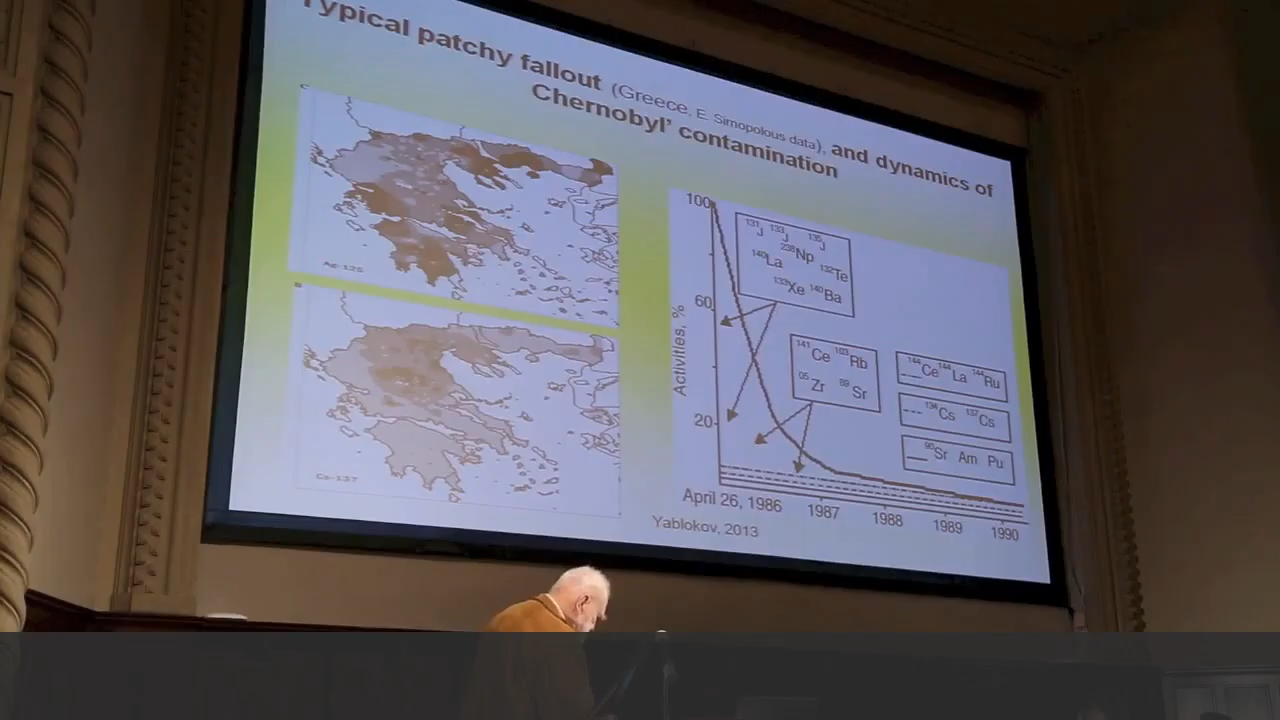 Typical patchy fallout (Greece, E. Simopolous data), and dynamics of
Chernobyl' contamination
Cs-137
100
60
20
Activities, %
131J 133J 135J
239Np
140La 132Te
133Xe 140Ba
141Ce 103Rb
95Zr 89Sr
144Ce 144La 144Ru
134Cs 137Cs
90Sr Am Pu
April 26, 1986
1987
1988
1989
1990
Yablokov, 2013